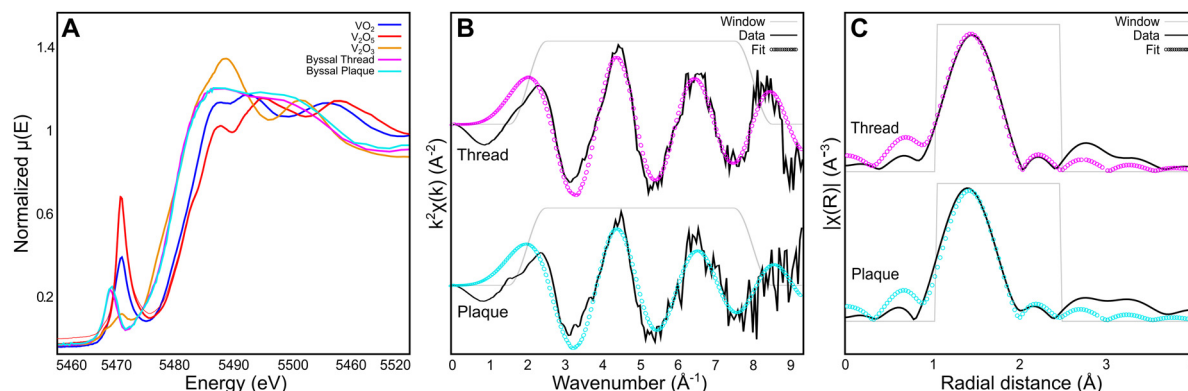 A
VO2
V2O5
V2O3
Byssal Thread
Byssal Plaque
1.4
1
0.6
0.2
Normalized μ(E)
5460 5470 5480 5490 5500 5460 5520
Energy (eV)
B
Window
Data
Fit
Thread
Plaque
k²χ(k) (A⁻²)
0 1 2 3 4 5 6 7 8 9
Wavenumber (Å⁻¹)
C
Window
Data
Fit
Thread
Plaque
|χ(R)| (A⁻³)
0 1 2 3
Radial distance (Å)